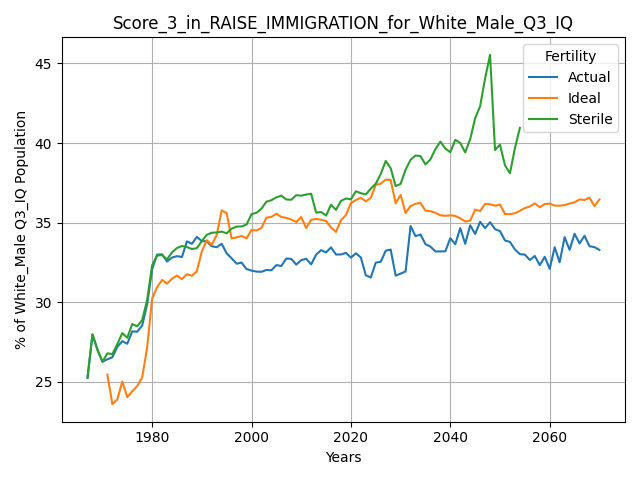 Score_3_in_RAISE_IMMIGRATION_for_White_Male_Q3_IQ
Fertility
Actual
Ideal
Sterile
% of White_Male Q3_IQ Population
45
40
35
30
25
1980
2000
2020
2040
2060
Years